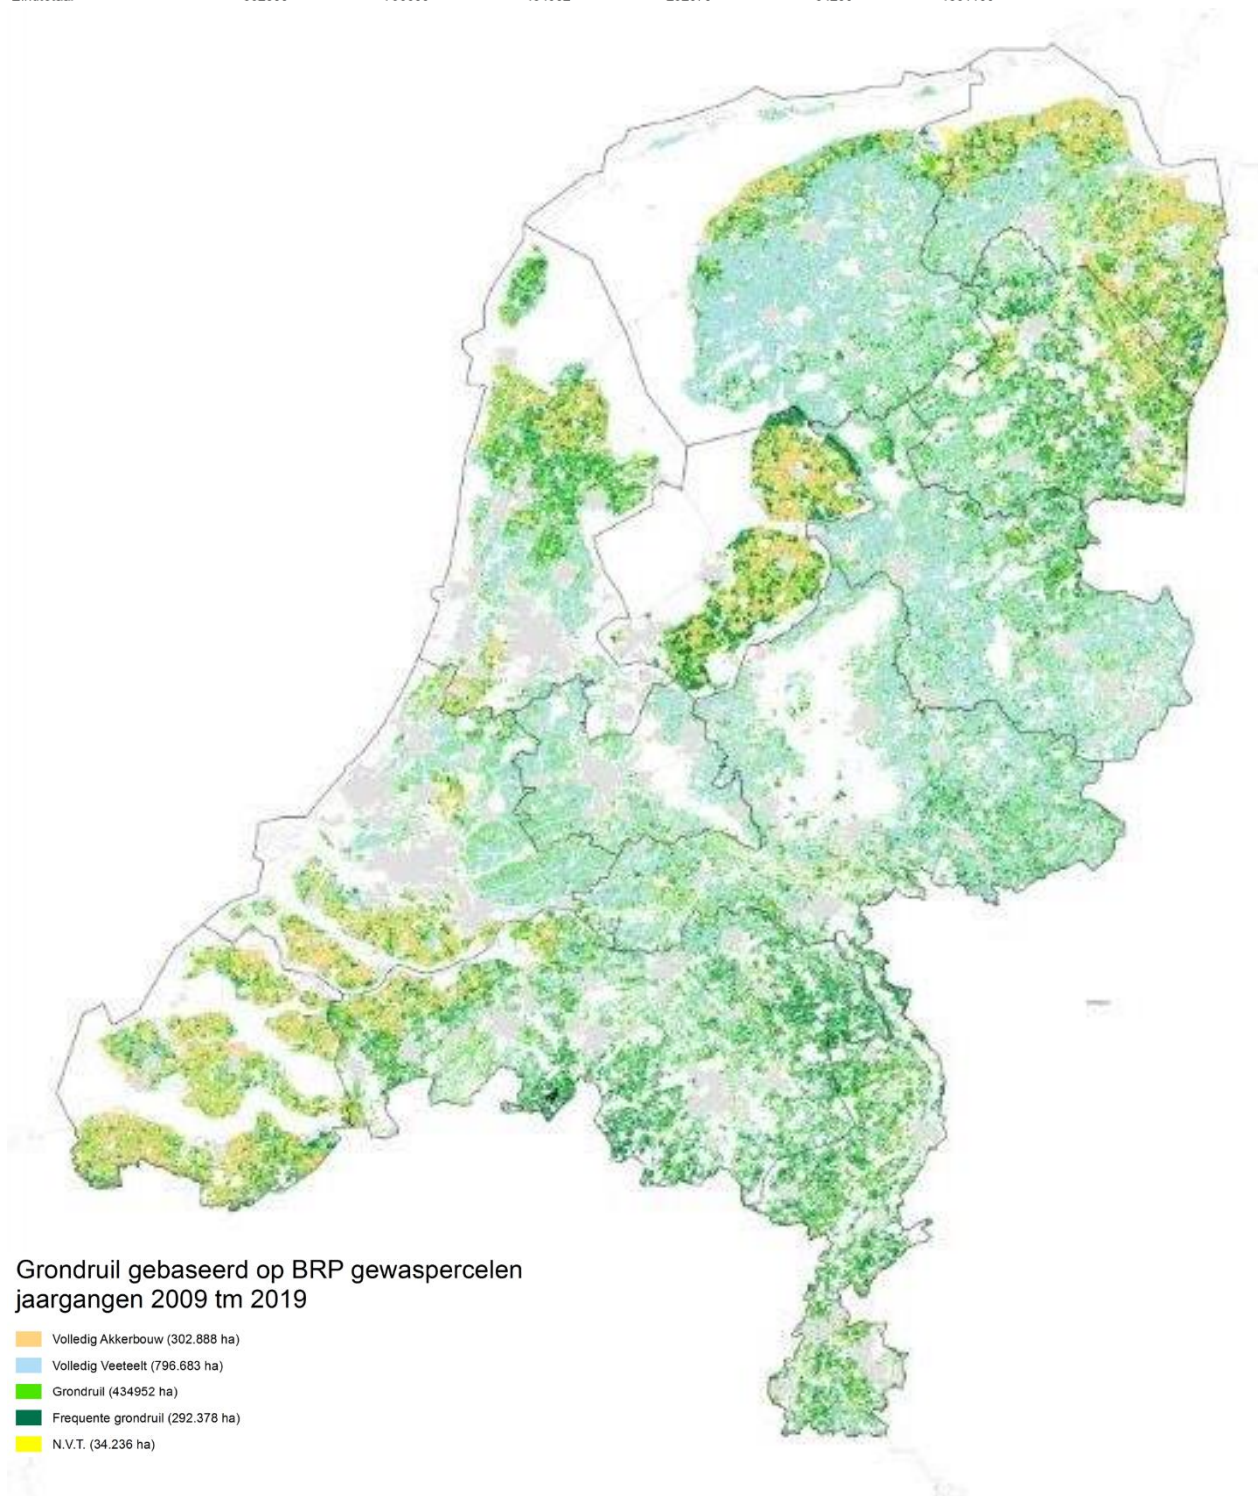 Grondruil gebaseerd op BRP gewaspercelen
jaargangen 2009 tm 2019
Volledig Akkerbouw (302.888 ha)
Volledig Veeteelt (796.683 ha)
Grondruil (434952 ha)
Frequente grondruil (292.378 ha)
N.V.T. (34.236 ha)